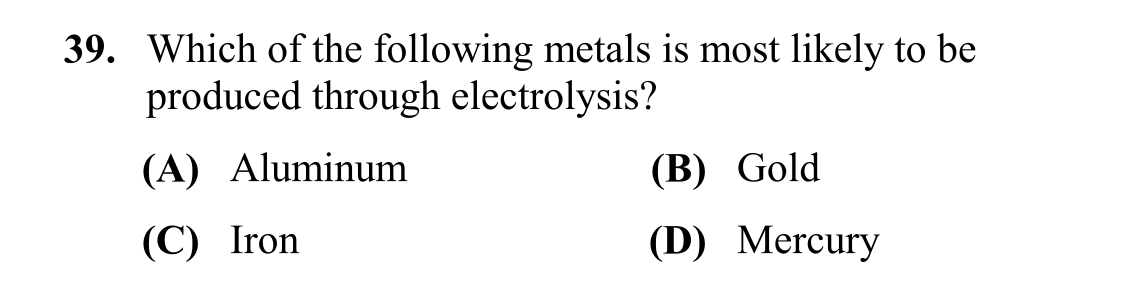 39. Which of the following metals is most likely to be
produced through electrolysis?
(A) Aluminum (B) Gold
(C) Iron (D) Mercury